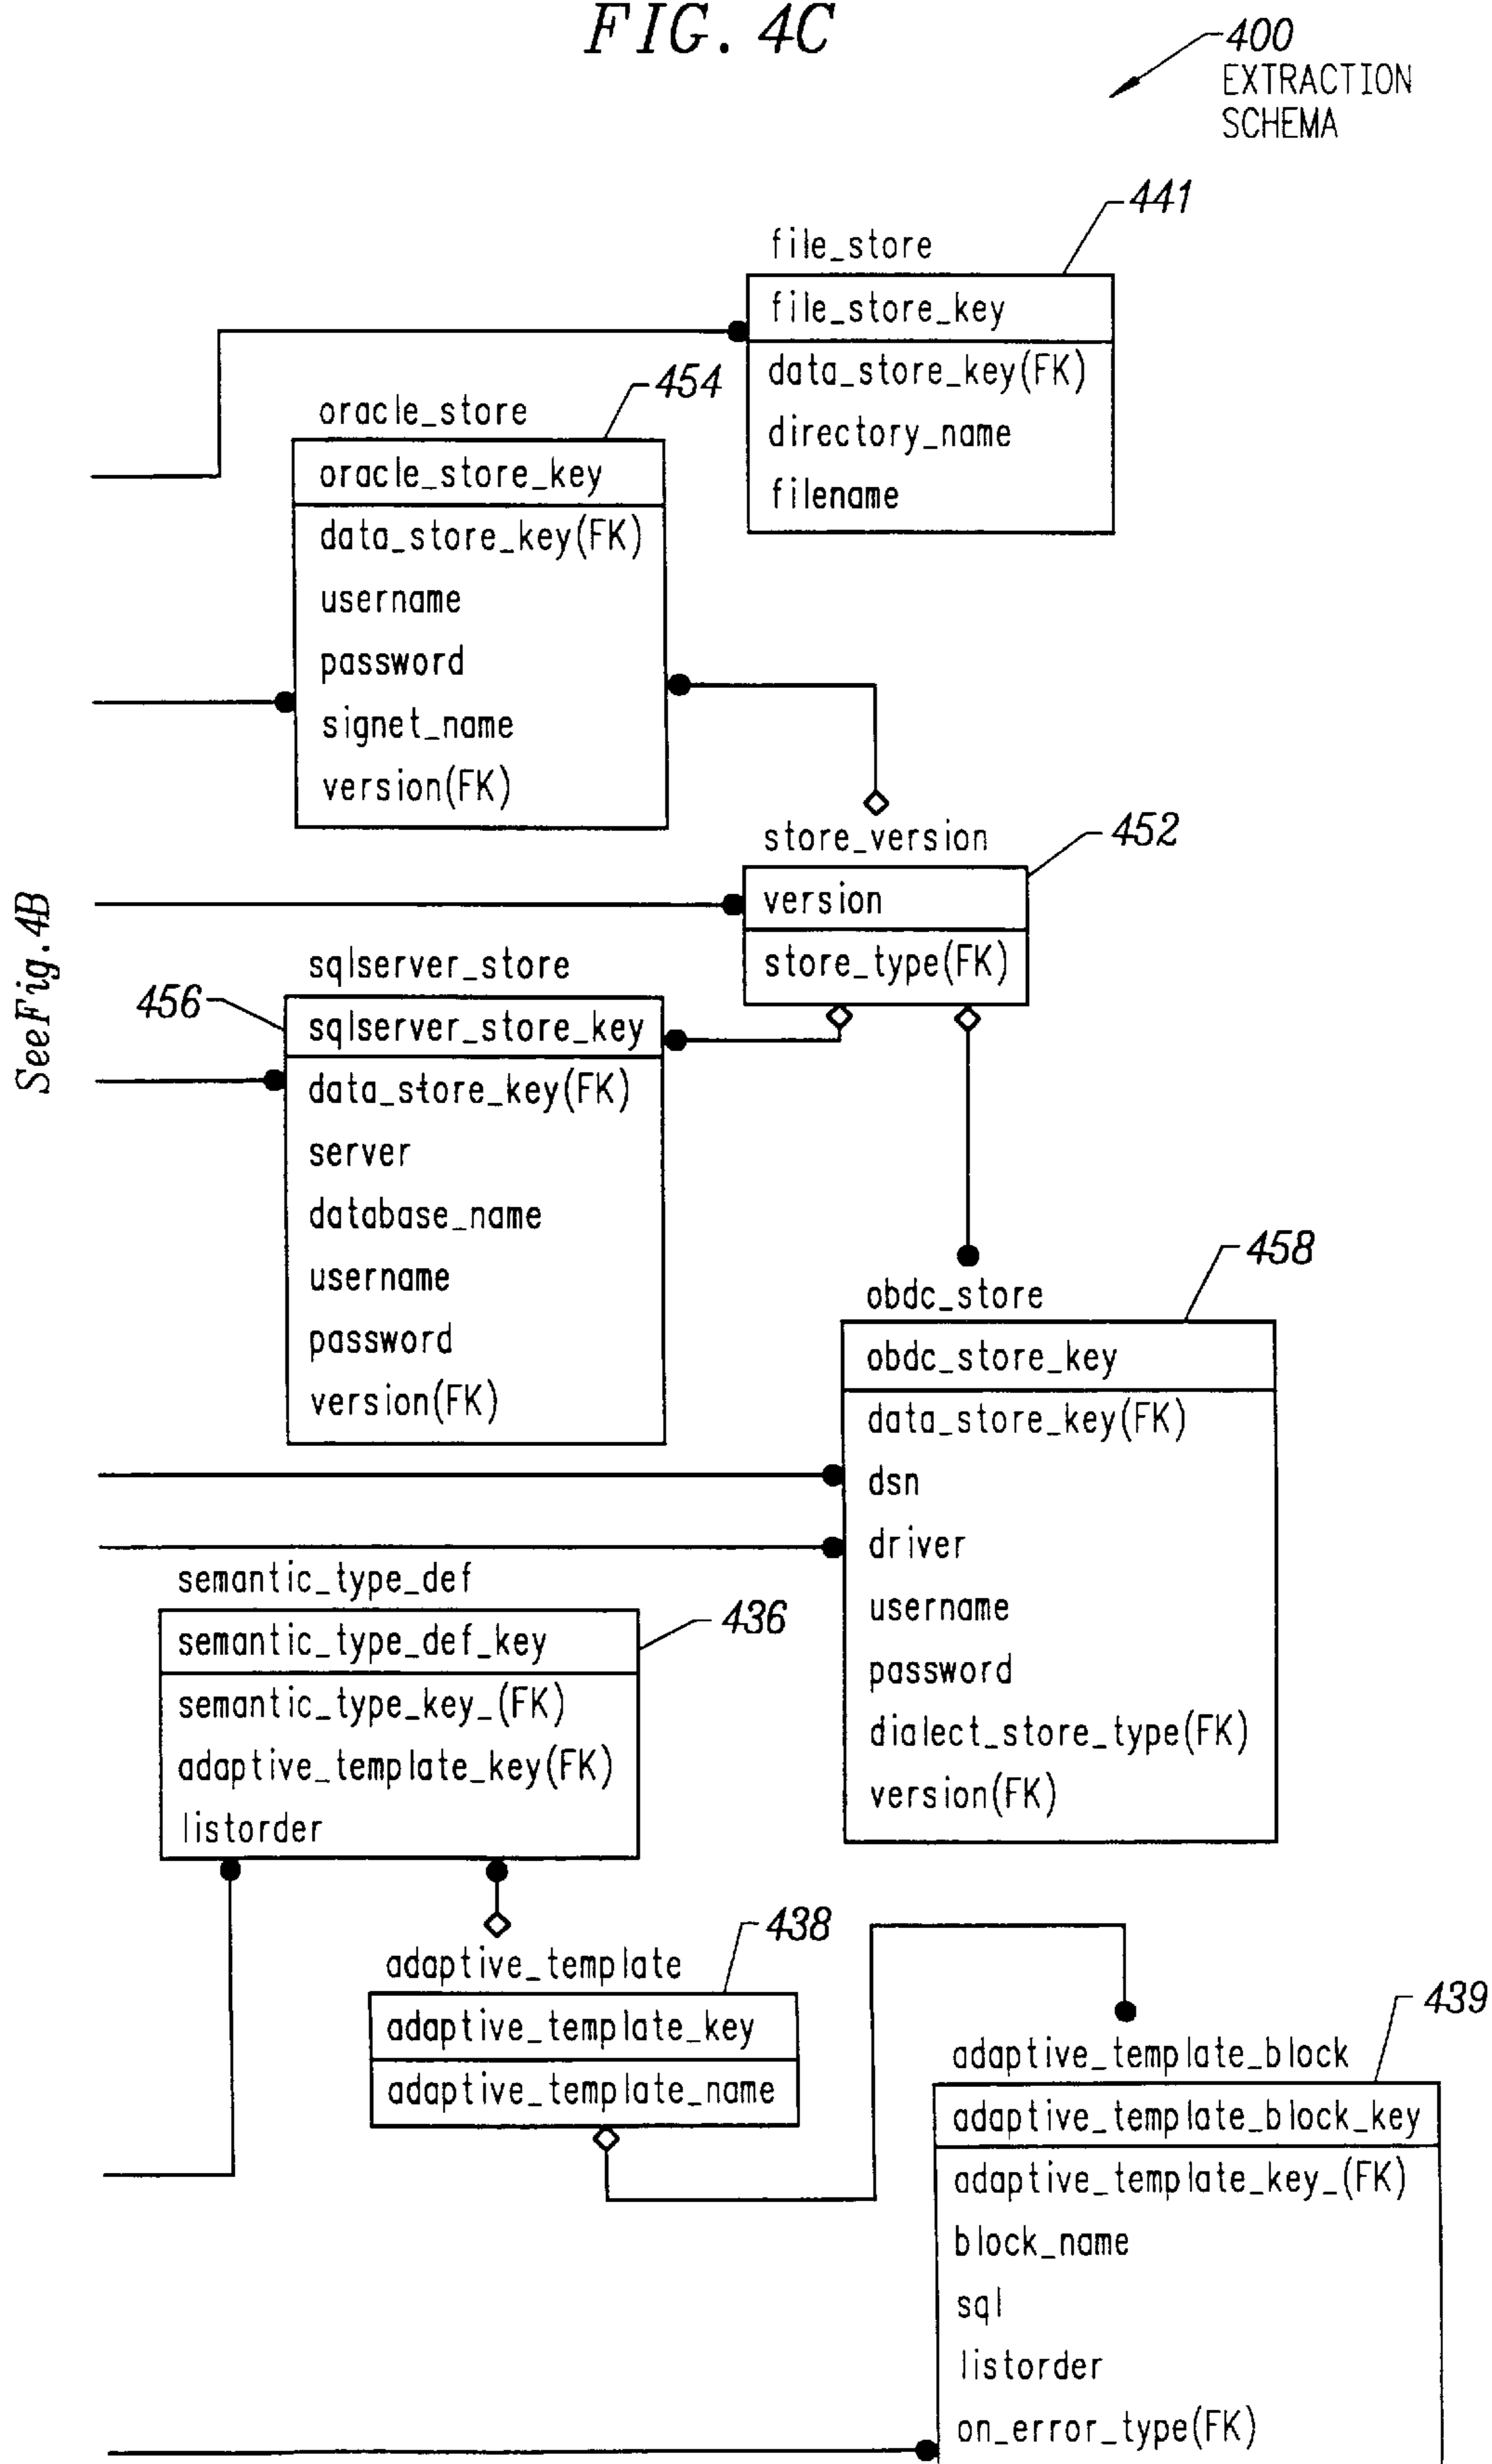 FIG. 4C
400
EXTRACTION
SCHEMA
441
file_store
file_store_key
data_store_key(FK)
directory_name
filename
454
oracle_store
oracle_store_key
data_store_key(FK)
username
password
signet_name
version(FK)
452
store_version
version
store_type(FK)
See Fig. 4B
456
sqlserver_store
sqlserver_store_key
data_store_key(FK)
server
database_name
username
password
version(FK)
458
obdc_store
obdc_store_key
data_store_key(FK)
dsn
driver
username
password
dialect_store_type(FK)
version(FK)
semantic_type_def
436
semantic_type_def_key
semantic_type_key_(FK)
adaptive_template_key(FK)
listorder
438
adaptive_template
adaptive_template_key
adaptive_template_name
439
adaptive_template_block
adaptive_template_block_key
adaptive_template_key_(FK)
block_name
sql
listorder
on_error_type(FK)